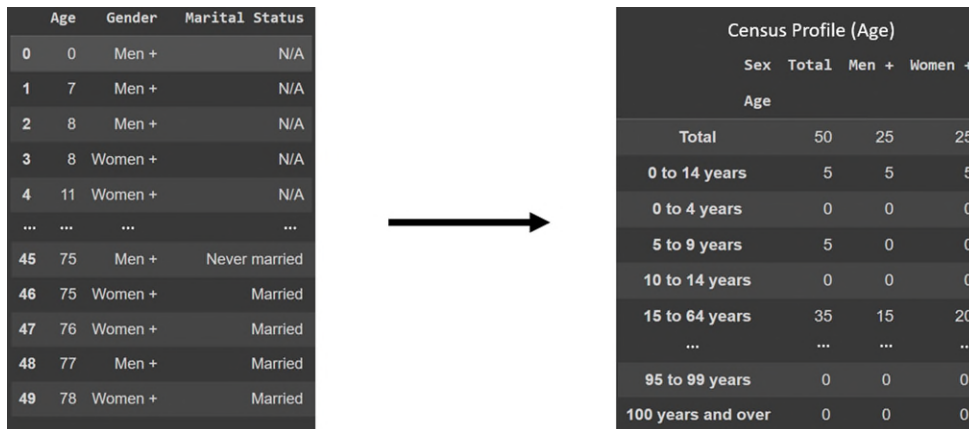 Age Gender Marital Status
0 0 Men + N/A
1 7 Men + N/A
2 8 Men + N/A
3 8 Women + N/A
4 11 Women + N/A
... ... ... ...
45 75 Men + Never married
46 75 Women + Married
47 76 Women + Married
48 77 Men + Married
49 78 Women + Married
Census Profile (Age)
Sex Total Men + Women +
Age
Total 50 25 25
0 to 14 years 5 5 5
0 to 4 years 0 0 0
5 to 9 years 5 0 0
10 to 14 years 0 0 0
15 to 64 years 35 15 20
... ... ... ..
95 to 99 years 0 0 0
100 years and over 0 0 0